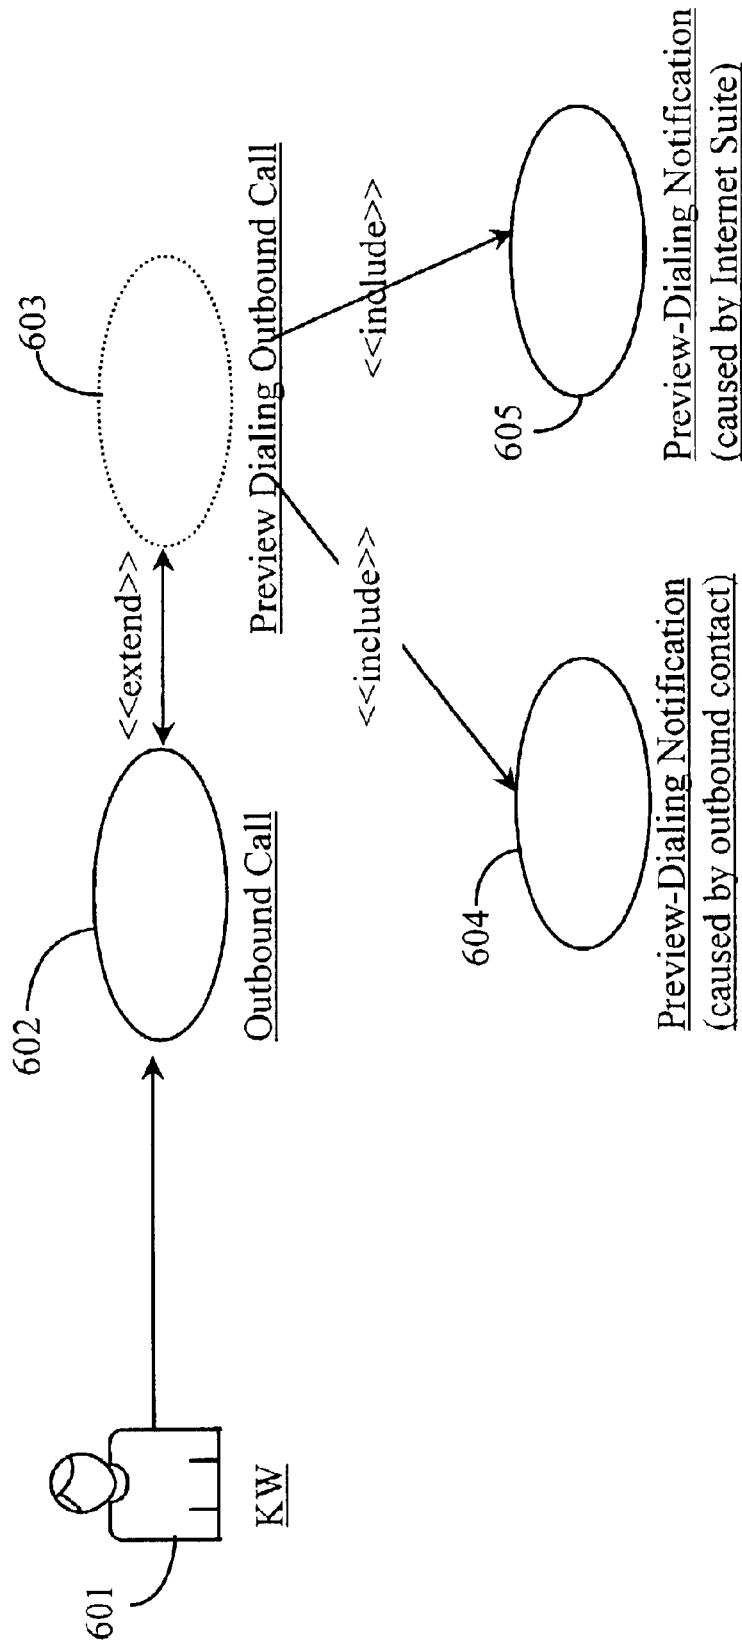 603
<<extend>>
602
Preview Dialing Outbound Call
601
Outbound Call
KW
<<include>>
<<include>>
605
604
Preview-Dialing Notification
(caused by Internet Suite)
Preview-Dialing Notification
(caused by outbound contact)